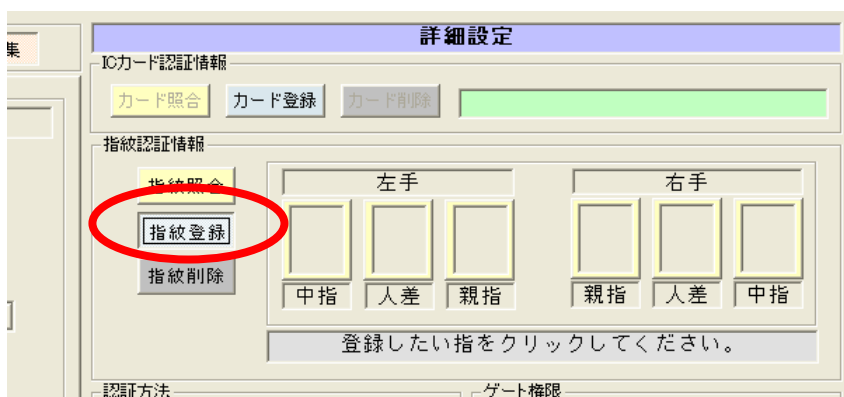 集
詳細設定
ICカード認証情報
カード照合 カード登録 カード削除
指紋認証情報
指紋照合
左手 右手
指紋登録
指紋削除
中指 人差 親指 親指 人差 中指
登録したい指をクリックしてください。
認証方法 ゲート権限